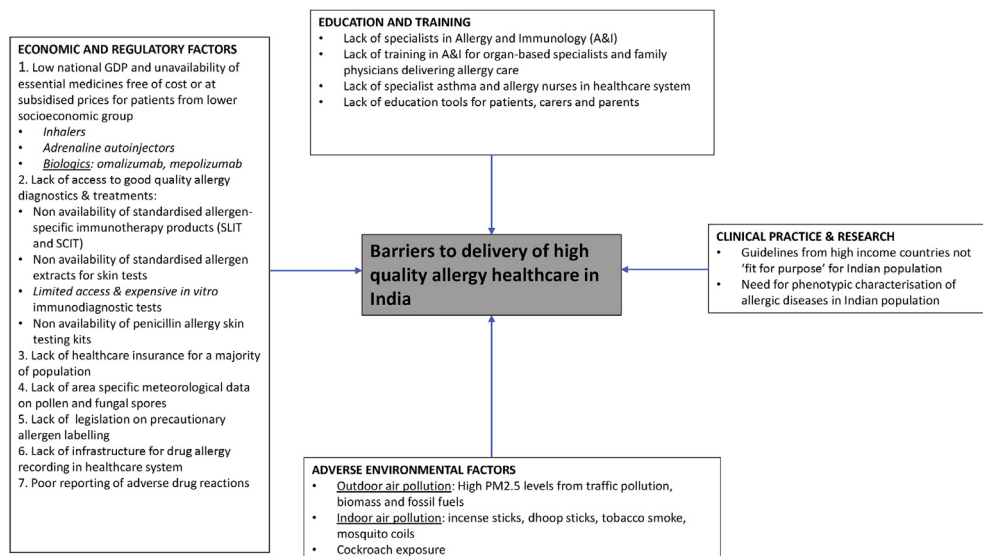 EDUCATION AND TRAINING
• Lack of specialists in Allergy and Immunology (A&I)
• Lack of training in A&I for organ-based specialists and family
physicians delivering allergy care
• Lack of specialist asthma and allergy nurses in healthcare system
• Lack of education tools for patients, carers and parents
ECONOMIC AND REGULATORY FACTORS
1. Low national GDP and unavailability of
essential medicines free of cost or at
subsidised prices for patients from lower
socioeconomic group
• Inhalers
• Adrenaline autoinjectors
• Biologics: omalizumab, mepolizumab
2. Lack of access to good quality allergy
diagnostics & treatments:
• Non availability of standardised allergen-
specific immunotherapy products (SLIT
and SCIT)
• Non availability of standardised allergen
extracts for skin tests
• Limited access & expensive in vitro
immunodiagnostic tests
• Non availability of penicillin allergy skin
testing kits
3. Lack of healthcare insurance for a majority
of population
4. Lack of area specific meteorological data
on pollen and fungal spores
5. Lack of legislation on precautionary
allergen labelling
6. Lack of infrastructure for drug allergy
recording in healthcare system
7. Poor reporting of adverse drug reactions
Barriers to delivery of high
quality allergy healthcare in
India
CLINICAL PRACTICE & RESEARCH
• Guidelines from high income countries not
'fit for purpose' for Indian population
• Need for phenotypic characterisation of
allergic diseases in Indian population
ADVERSE ENVIRONMENTAL FACTORS
• Outdoor air pollution: High PM2.5 levels from traffic pollution,
biomass and fossil fuels
• Indoor air pollution: incense sticks, dhoop sticks, tobacco smoke,
mosquito coils
• Cockroach exposure